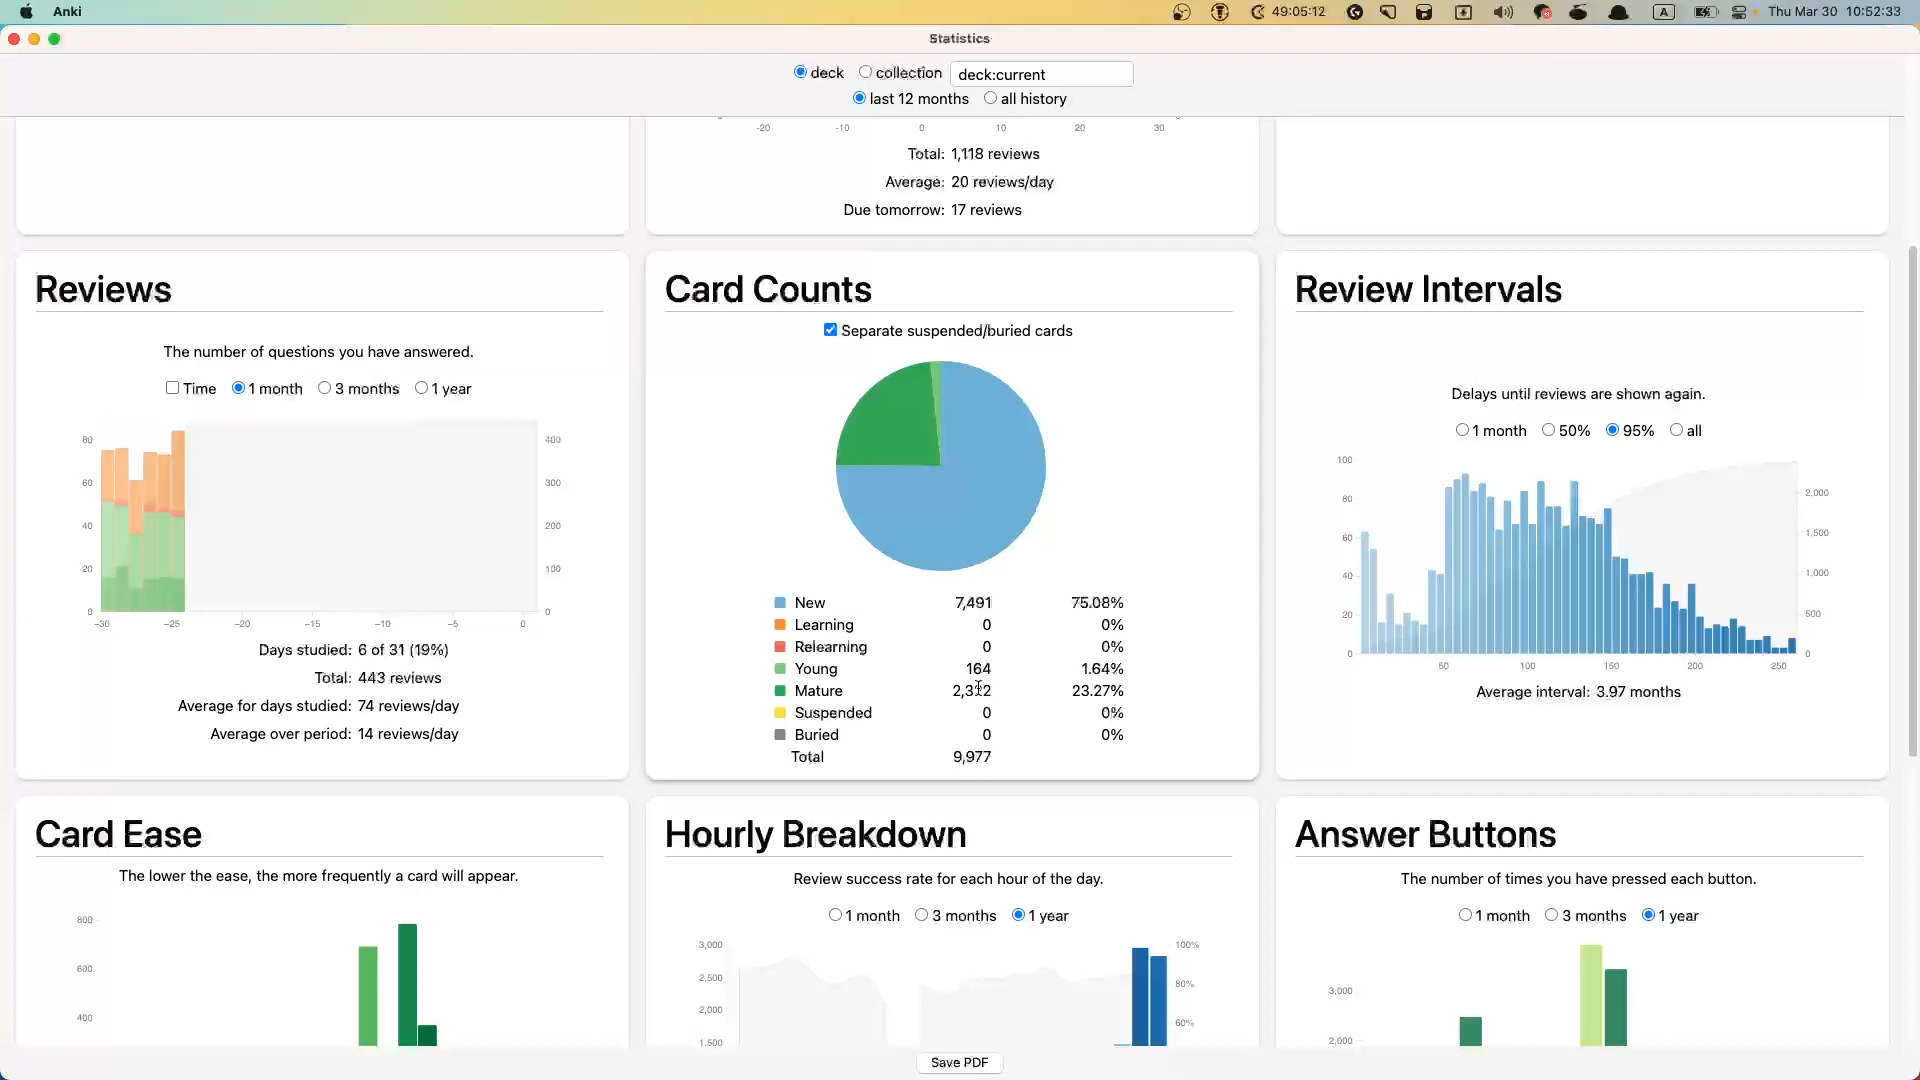 Anki
49:05:12
A
Thu Mar 30 10:52:33
Statistics
deck collection deck:current
last 12 months all history
-20 -10 0 10 20 30
Total: 1,118 reviews
Average: 20 reviews/day
Due tomorrow: 17 reviews
Reviews
The number of questions you have answered.
Time 1 month 3 months 1 year
80 400
60 300
40 200
20 100
0 0
−30 −25 −20 −15 −10 −5 0
Days studied: 6 of 31 (19%)
Total: 443 reviews
Average for days studied: 74 reviews/day
Average over period: 14 reviews/day
Card Counts
Separate suspended/buried cards
New 7,491 75.08%
Learning 0 0%
Relearning 0 0%
Young 164 1.64%
Mature 2,322 23.27%
Suspended 0 0%
Buried 0 0%
Total 9,977
Review Intervals
Delays until reviews are shown again.
1 month 50% 95% all
100
80 2,000
60 1,500
40 1,000
20 500
0 0
50 100 150 200 250
Average interval: 3.97 months
Card Ease
The lower the ease, the more frequently a card will appear.
800
600
400
Hourly Breakdown
Review success rate for each hour of the day.
1 month 3 months 1 year
3,000 100%
2,500 80%
2,000 60%
1,500
Answer Buttons
The number of times you have pressed each button.
1 month 3 months 1 year
3,000
2,000
Save PDF